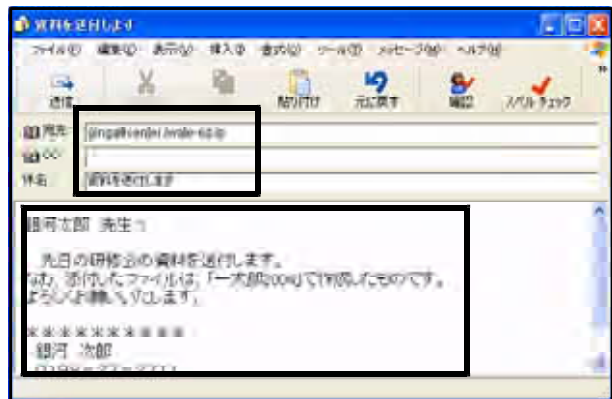 資料を送付します
ファイル(F) 編集(E) 表示(V) 挿入(I) 書式(O) ツール(T) メッセージ(M) ヘルプ(H)
送信 貼り付け 元に戻す 確認 スペル チェック
宛先:
CC:
件名: 資料を送付します
銀河太郎 先生
先日の研修会の資料を送付します。
なお、添付したファイルは、「一太郎2004」で作成したものです。
よろしくお願いいたします。
**********
銀河 次郎